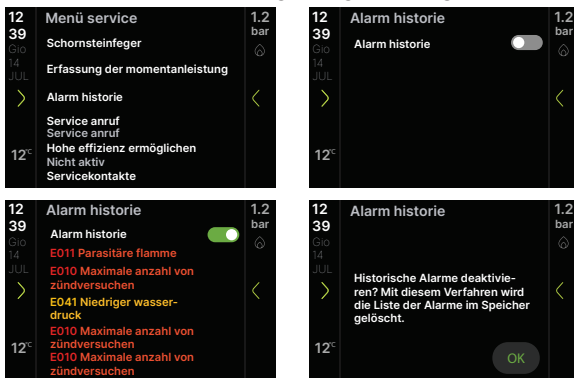 12
39
Gio
14
JUL
12°C
Menü service
Schornsteinfeger
Erfassung der momentanleistung
Alarm historie
Service anruf
Service anruf
Hohe effizienz ermöglichen
Nicht aktiv
Servicekontakte
1.2
bar
12
39
Gio
14
JUL
12°C
Alarm historie
Alarm historie
1.2
bar
12
39
Gio
14
JUL
12°C
Alarm historie
Alarm historie
E011 Parasitäre flamme
E010 Maximale anzahl von
zündversuchen
E041 Niedriger wasser-
druck
E010 Maximale anzahl von
zündversuchen
E010 Maximale anzahl von
zündversuchen
1.2
bar
12
39
Gio
14
JUL
12°C
Alarm historie
Historische Alarme deaktivie-
ren? Mit diesem Verfahren wird
die Liste der Alarme im Speicher
gelöscht.
OK
1.2
bar